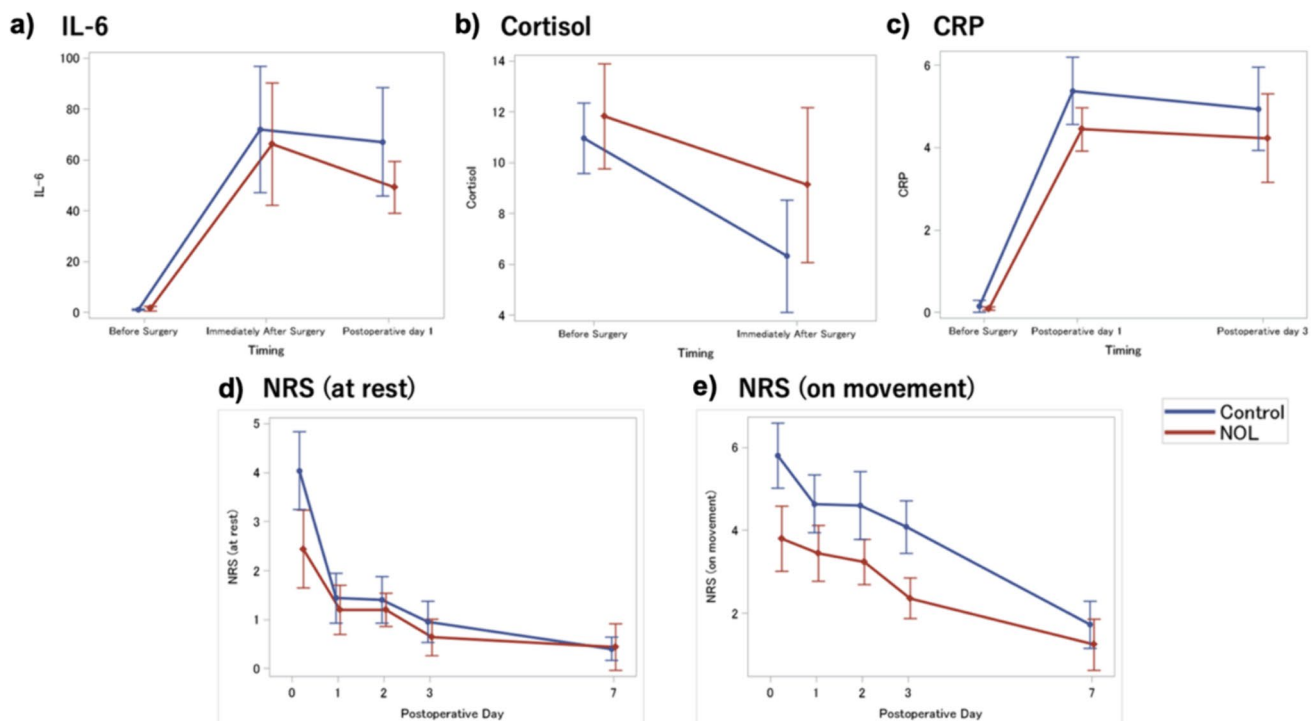 a) IL-6
100
80
60
40
20
0
IL-6
Before Surgery
Immediately After Surgery
Postoperative day 1
Timing
b) Cortisol
14
12
10
8
6
4
Cortisol
Before Surgery
Immediately After Surgery
Timing
c) CRP
6
4
2
0
CRP
Before Surgery
Postoperative day 1
Postoperative day 3
Timing
d) NRS (at rest)
5
4
3
2
1
0
NRS (at rest)
0 1 2 3 7
Postoperative Day
e) NRS (on movement)
6
4
2
NRS (on movement)
0 1 2 3 7
Postoperative Day
Control
NOL